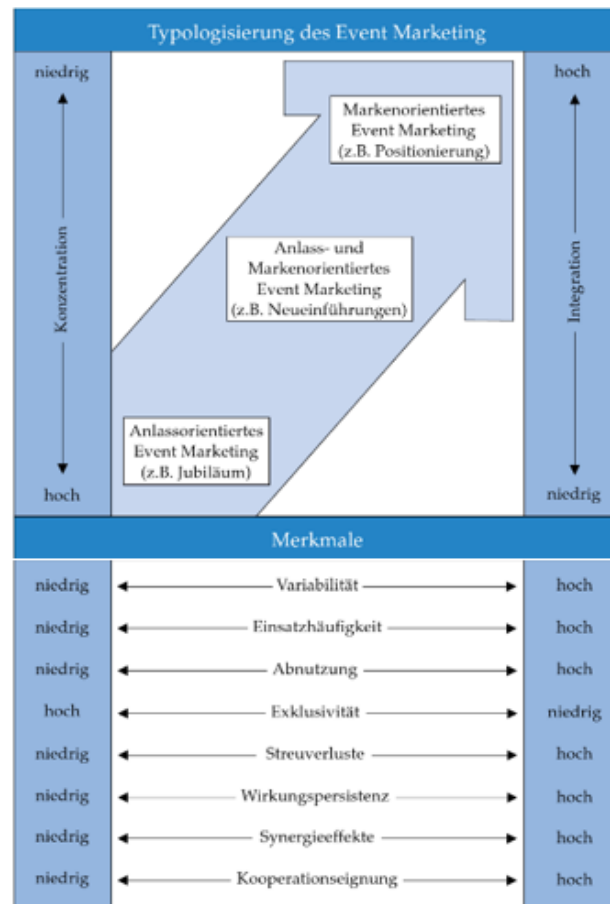 Typologisierung des Event Marketing
niedrig
hoch
Markenorientiertes
Event Marketing
(z.B. Positionierung)
Konzentration
Integration
Anlass- und
Markenorientiertes
Event Marketing
(z.B. Neueinführungen)
Anlassorientiertes
Event Marketing
(z.B. Jubiläum)
hoch
niedrig
Merkmale
niedrig Variabilität hoch
niedrig Einsatzhäufigkeit hoch
niedrig Abnutzung hoch
hoch Exklusivität niedrig
niedrig Streuverluste hoch
niedrig Wirkungspersistenz hoch
niedrig Synergieeffekte hoch
niedrig Kooperationseignung hoch